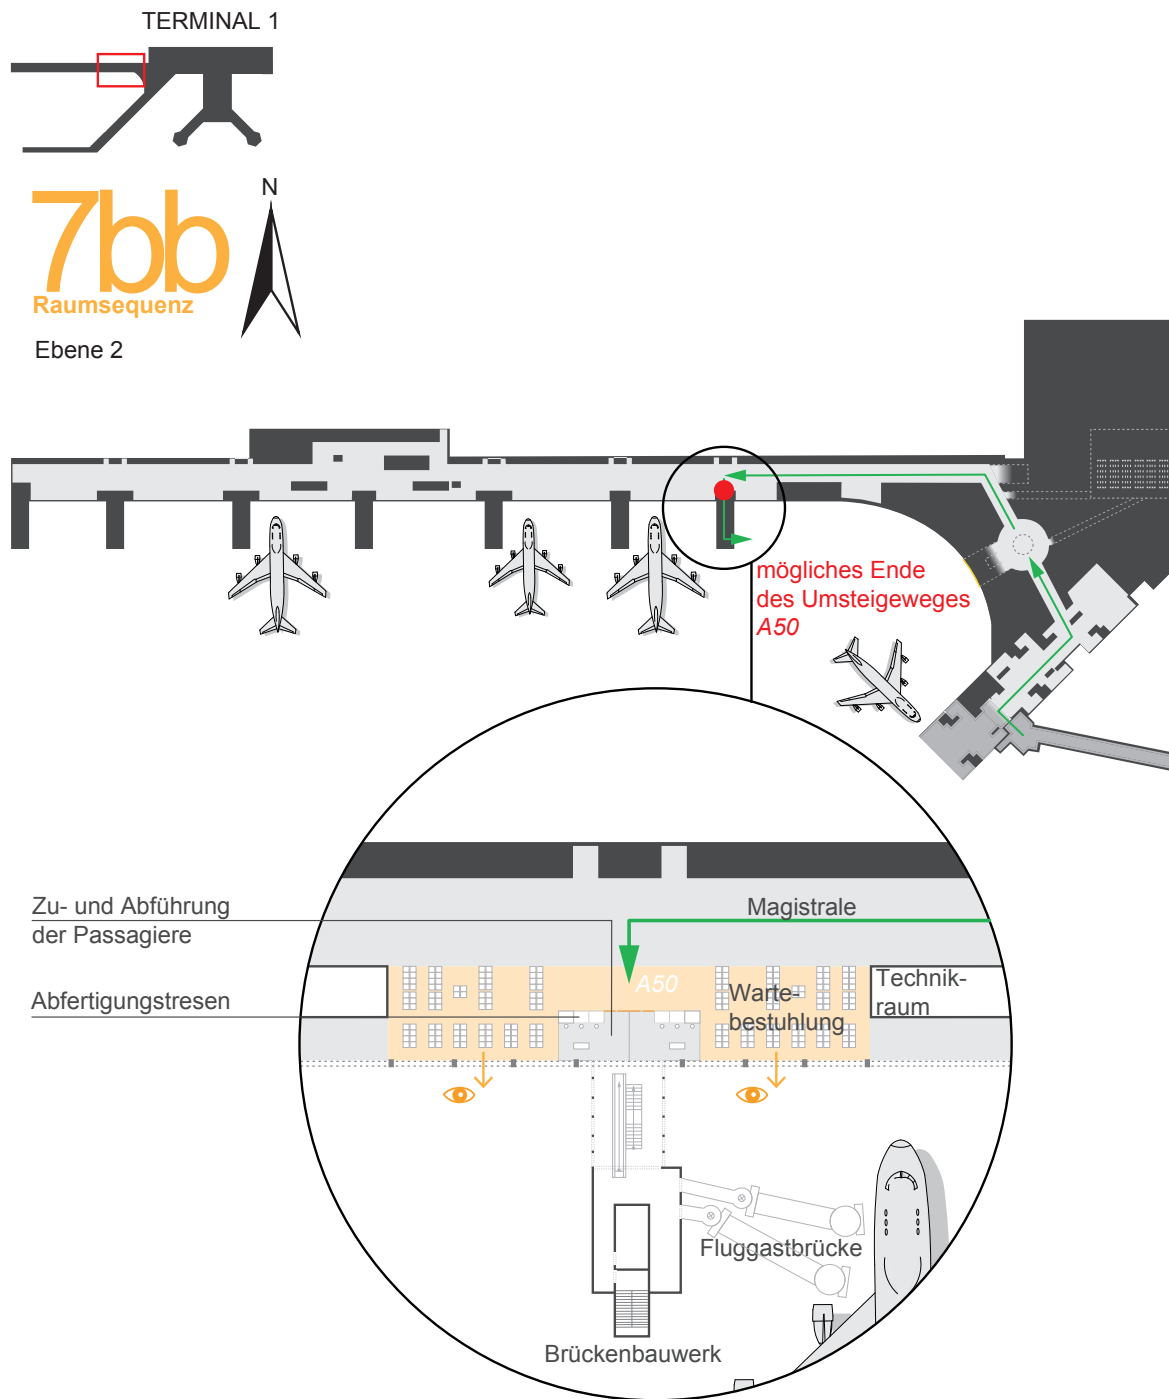 TERMINAL 1
N
7bb
Raumsequenz
Ebene 2
mögliches Ende
des Umsteigeweges
A50
Zu- und Abführung
der Passagiere
Magistrale
Abfertigungstresen
A50
Warte-
bestuhlung
Technik-
raum
Fluggastbrücke
Brückenbauwerk